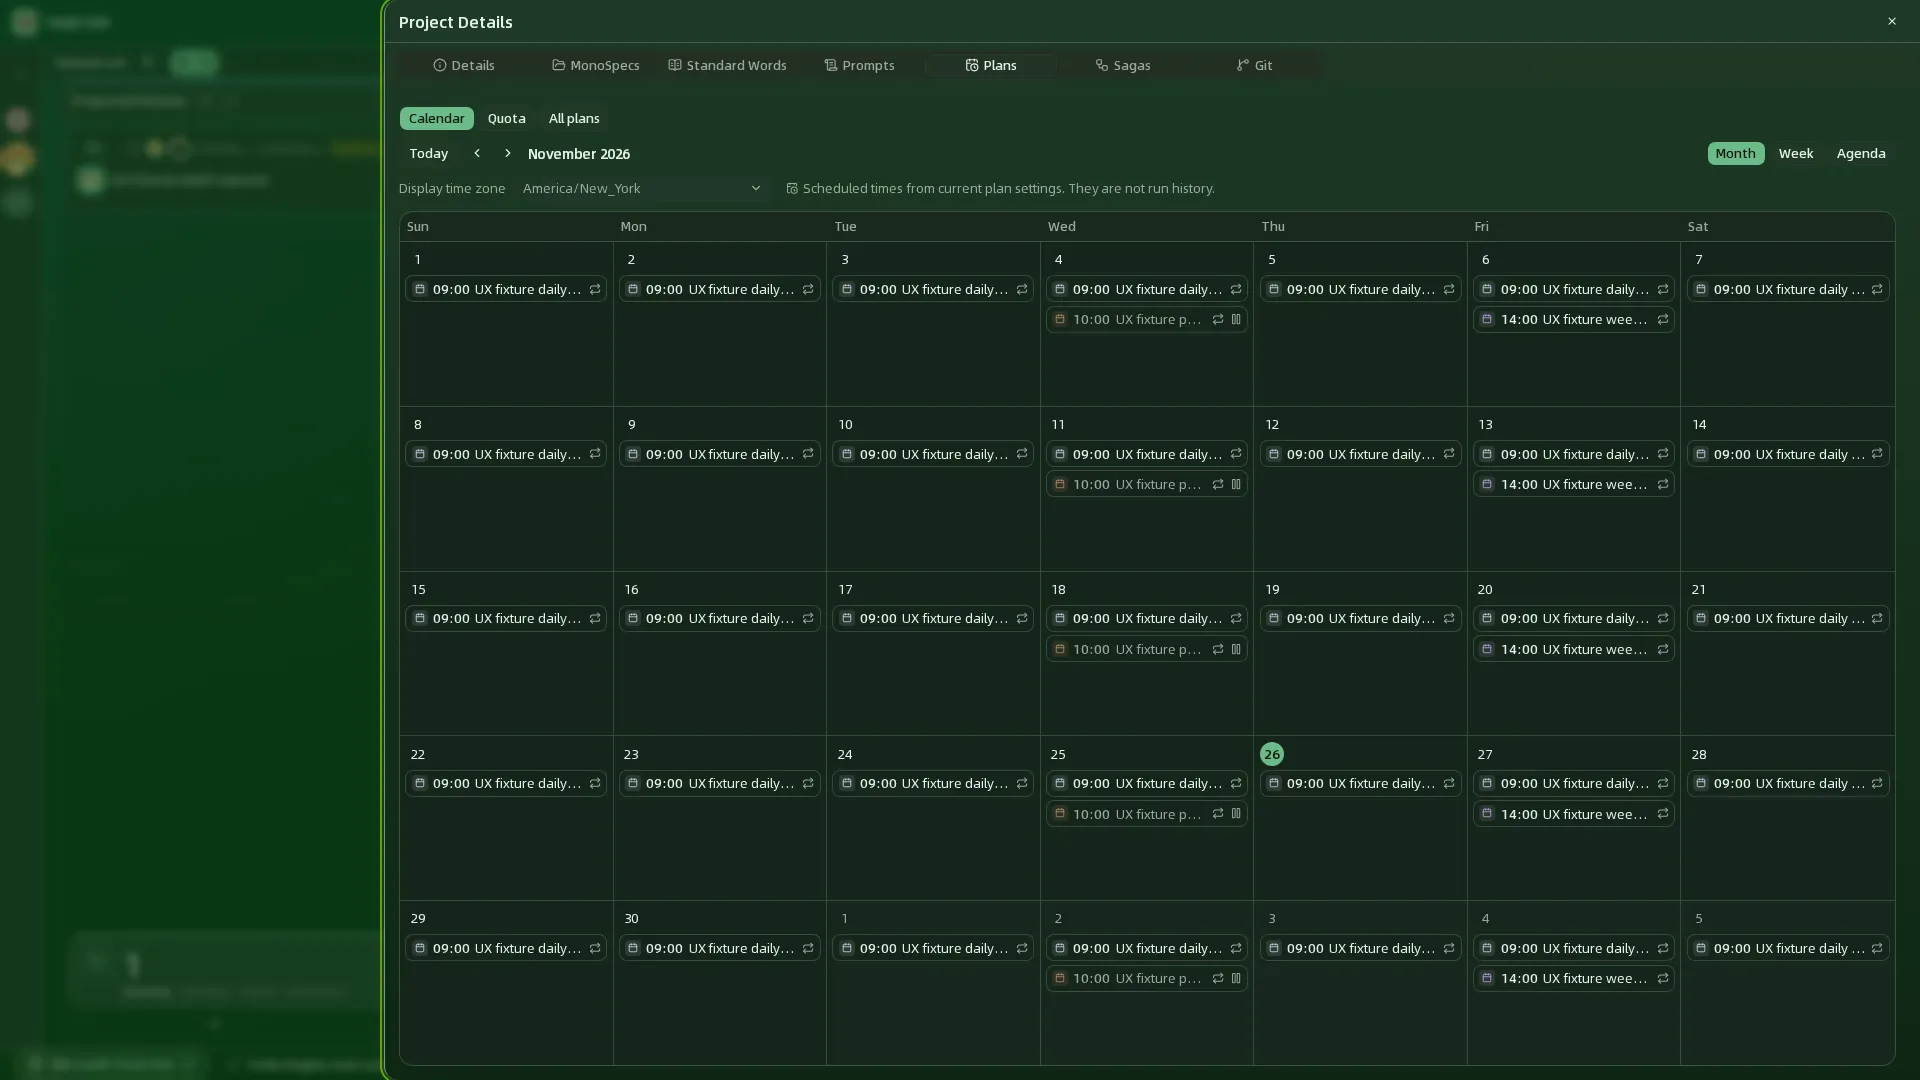 Project Details
Details MonoSpecs Standard Words Prompts Plans Sagas Git
Calendar Quota All plans
Today November 2026 Month Week Agenda
Display time zone America/New_York Scheduled times from current plan settings. They are not run history.
Sun Mon Tue Wed Thu Fri Sat
1 2 3 4 5 6 7
09:00 UX fixture daily... 09:00 UX fixture daily... 09:00 UX fixture daily... 09:00 UX fixture daily... 09:00 UX fixture daily... 09:00 UX fixture daily... 09:00 UX fixture daily ...
10:00 UX fixture p... 14:00 UX fixture wee...
8 9 10 11 12 13 14
09:00 UX fixture daily... 09:00 UX fixture daily... 09:00 UX fixture daily... 09:00 UX fixture daily... 09:00 UX fixture daily... 09:00 UX fixture daily... 09:00 UX fixture daily ...
10:00 UX fixture p... 14:00 UX fixture wee...
15 16 17 18 19 20 21
09:00 UX fixture daily... 09:00 UX fixture daily... 09:00 UX fixture daily... 09:00 UX fixture daily... 09:00 UX fixture daily... 09:00 UX fixture daily... 09:00 UX fixture daily ...
10:00 UX fixture p... 14:00 UX fixture wee...
22 23 24 25 26 27 28
09:00 UX fixture daily... 09:00 UX fixture daily... 09:00 UX fixture daily... 09:00 UX fixture daily... 09:00 UX fixture daily... 09:00 UX fixture daily... 09:00 UX fixture daily ...
10:00 UX fixture p... 14:00 UX fixture wee...
29 30 1 2 3 4 5
09:00 UX fixture daily... 09:00 UX fixture daily... 09:00 UX fixture daily... 09:00 UX fixture daily... 09:00 UX fixture daily... 09:00 UX fixture daily... 09:00 UX fixture daily ...
10:00 UX fixture p... 14:00 UX fixture wee...